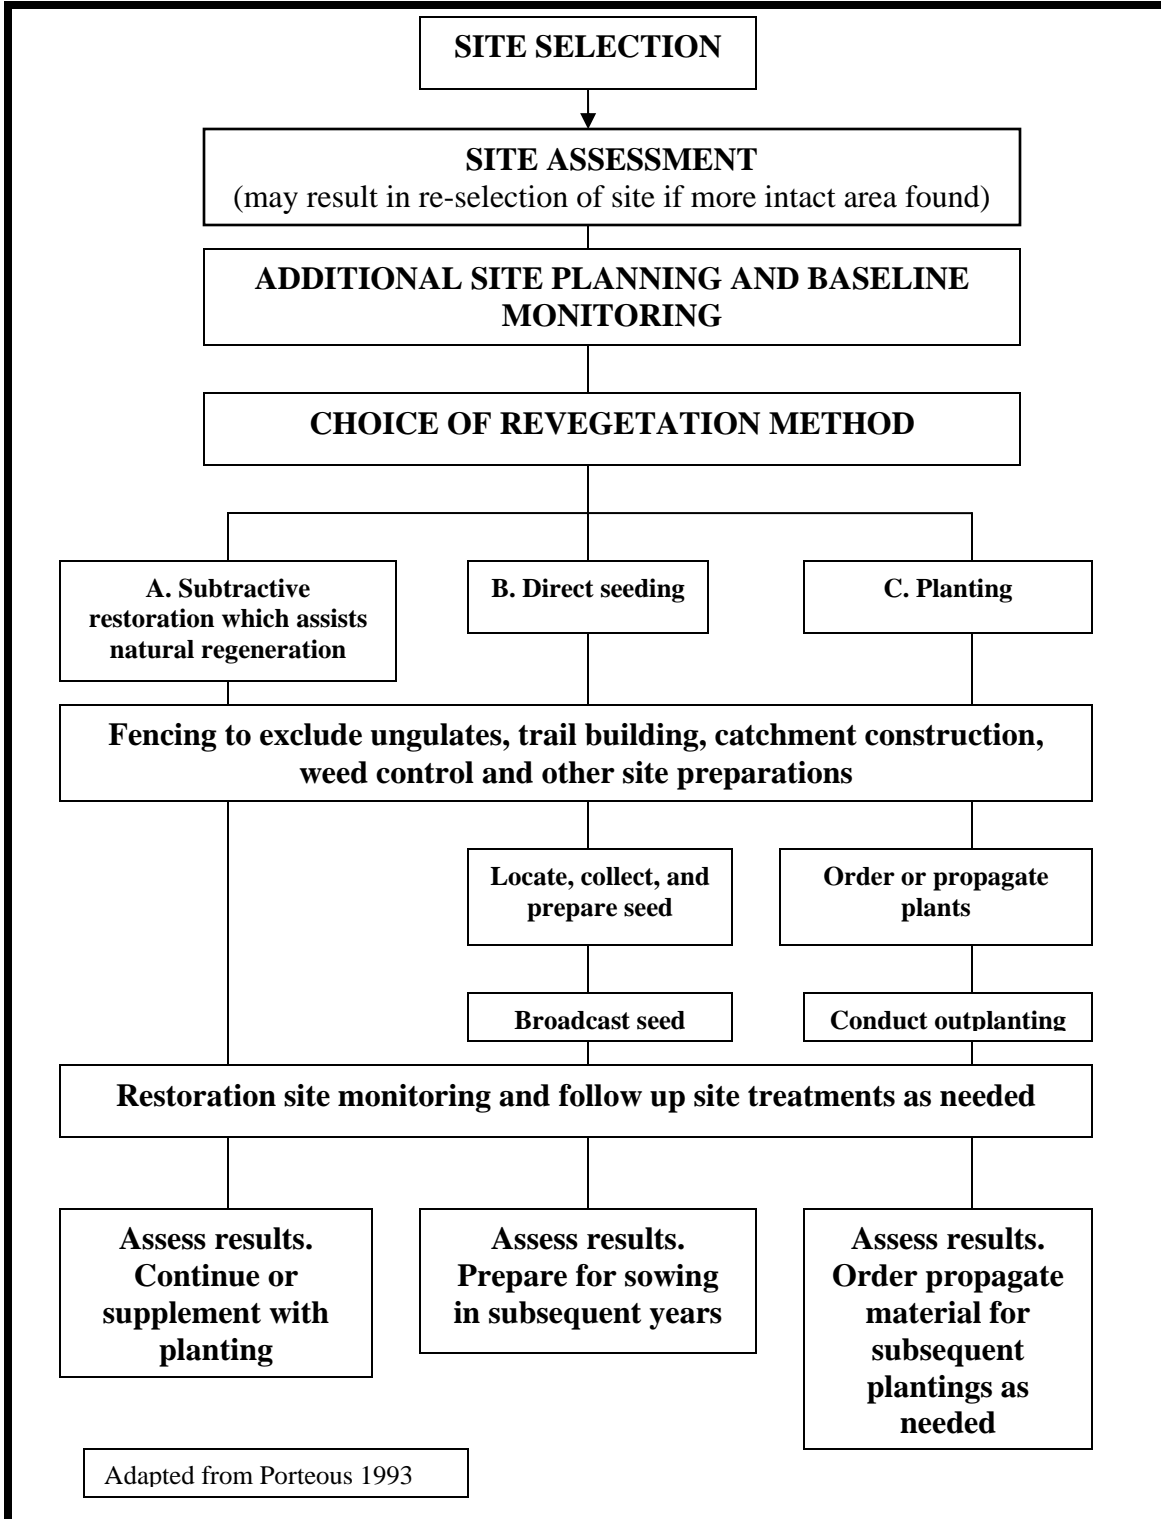 SITE SELECTION
SITE ASSESSMENT
(may result in re-selection of site if more intact area found)
ADDITIONAL SITE PLANNING AND BASELINE
MONITORING
CHOICE OF REVEGETATION METHOD
A. Subtractive
restoration which assists
natural regeneration
B. Direct seeding
C. Planting
Fencing to exclude ungulates, trail building, catchment construction,
weed control and other site preparations
Locate, collect, and
prepare seed
Order or propagate
plants
Broadcast seed
Conduct outplanting
Restoration site monitoring and follow up site treatments as needed
Assess results.
Continue or
supplement with
planting
Assess results.
Prepare for sowing
in subsequent years
Assess results.
Order propagate
material for
subsequent
plantings as
needed
Adapted from Porteous 1993